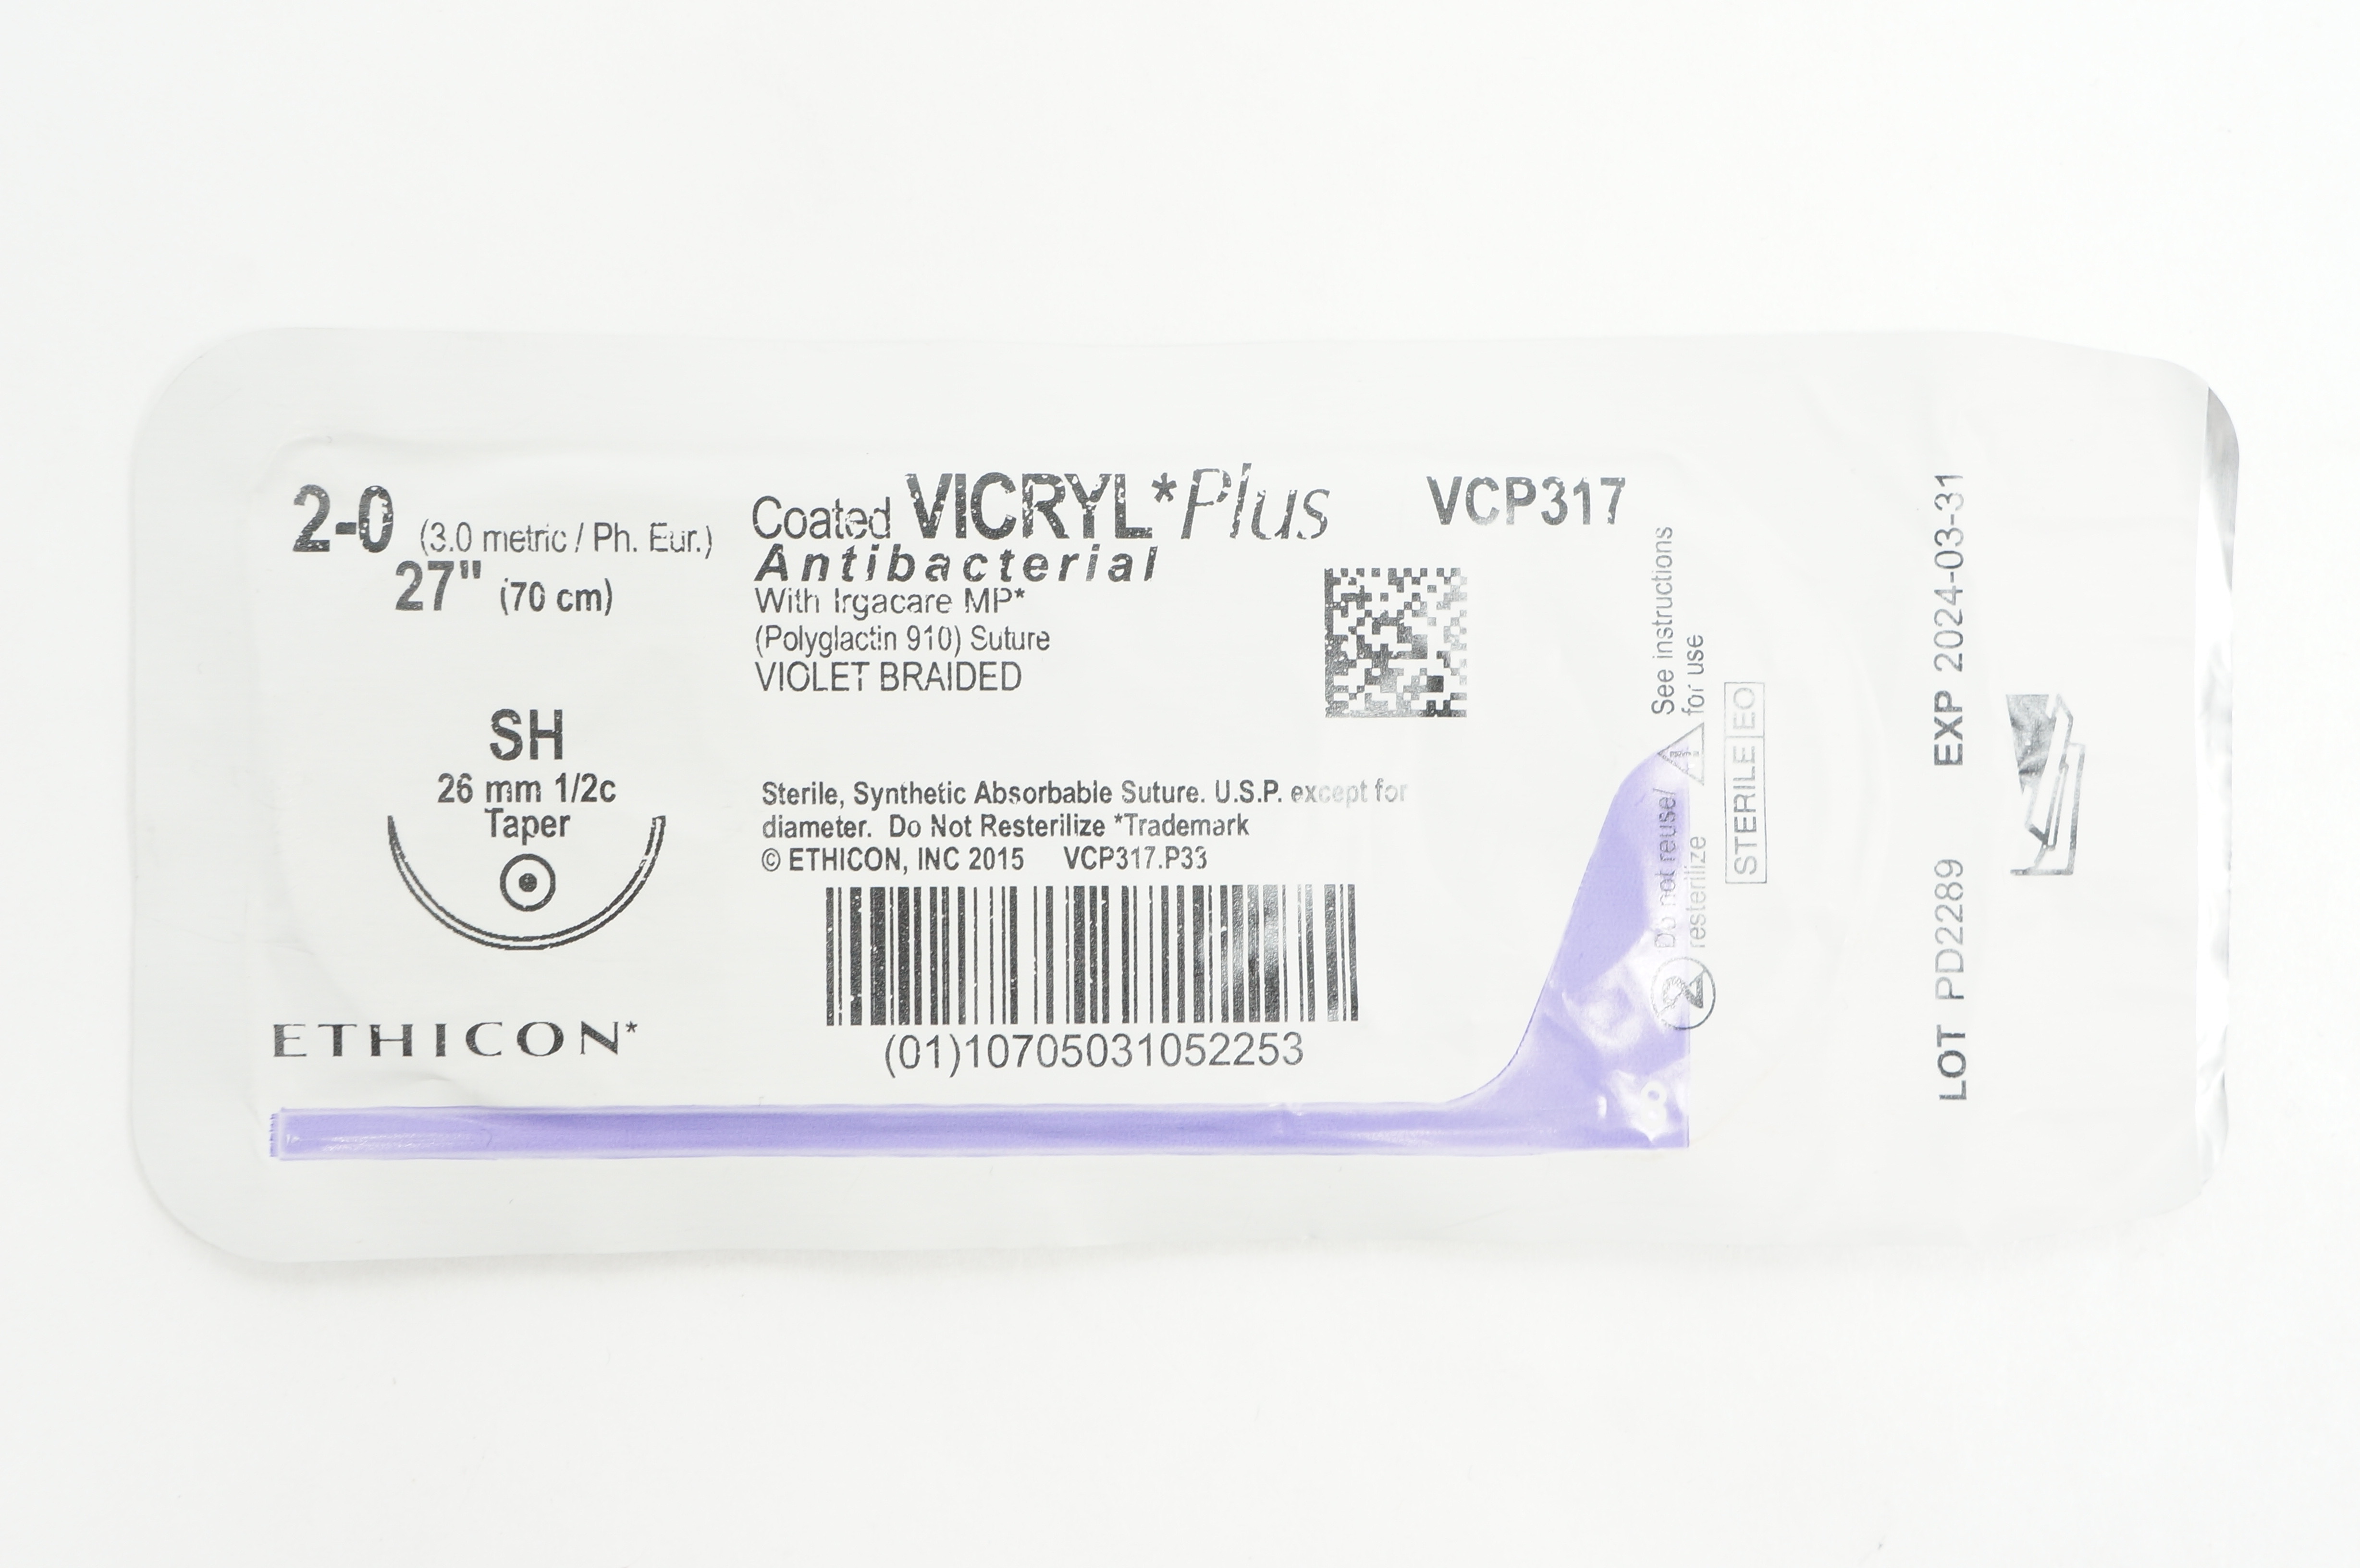 2-0 (3.0 metric / Ph. Eur.)
27" (70 cm)
SH
26 mm 1/2c
Taper
ETHICON*
Coated VICRYL*Plus
Antibacterial
With Irgacare MP*
(Polyglactin 910) Suture
VIOLET BRAIDED
VCP317
Sterile, Synthetic Absorbable Suture. U.S.P. except for
diameter. Do Not Resterilize *Trademark
© ETHICON, INC 2015 VCP317.P33
(01)10705031052253
Do not reuse/
resterilize
See instructions
for use
STERILE EO
LOT PD2289 EXP 2024-03-31